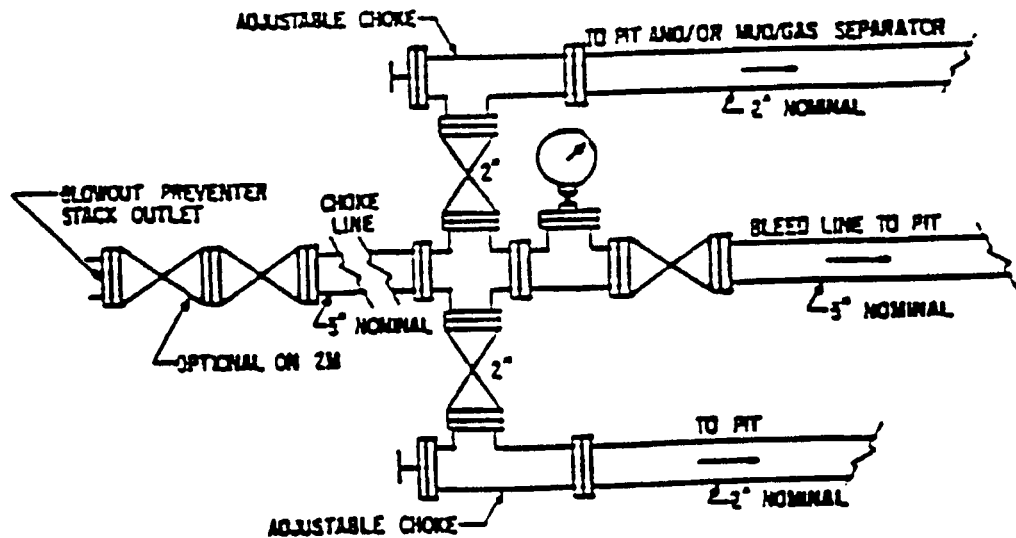 ADJUSTABLE CHOKE
TO PIT AND/OR MUD/GAS SEPARATOR
2" NOMINAL
2"
BLOWOUT PREVENTER
STACK OUTLET
CHOKE
LINE
BLEED LINE TO PIT
3" NOMINAL
3" NOMINAL
OPTIONAL ON 2M
2"
TO PIT
2" NOMINAL
ADJUSTABLE CHOKE